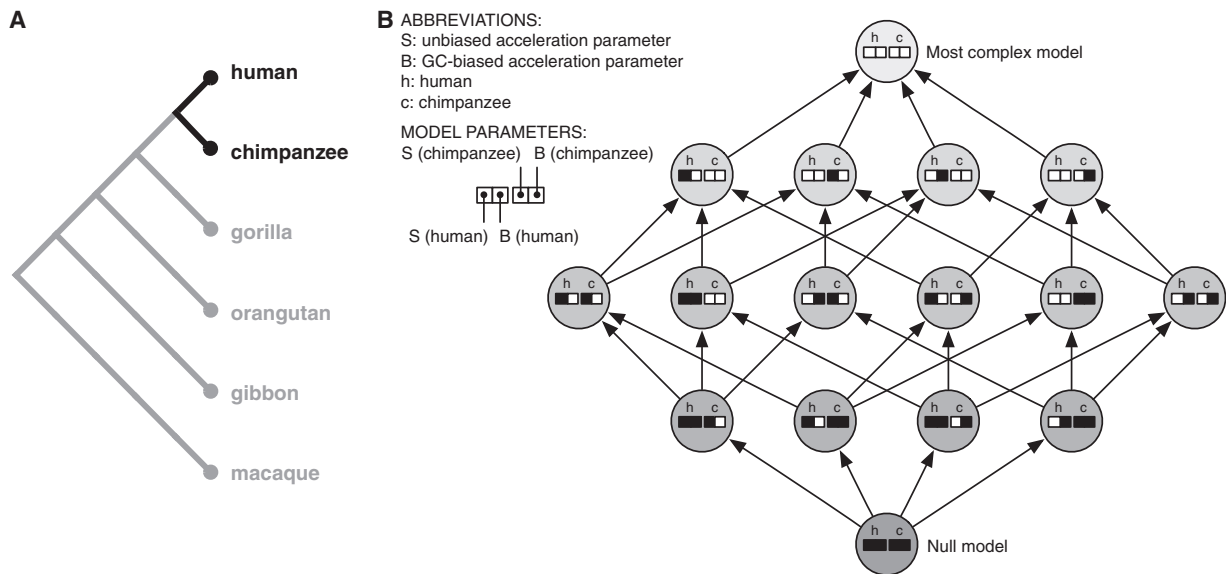 A
human
chimpanzee
gorilla
orangutan
gibbon
macaque
B ABBREVIATIONS:
S: unbiased acceleration parameter
B: GC-biased acceleration parameter
h: human
c: chimpanzee
MODEL PARAMETERS:
S (chimpanzee) B (chimpanzee)
S (human) B (human)
h c Most complex model
h c h c h c h c
h c h c h c h c h c h c
h c h c h c h c
h c Null model